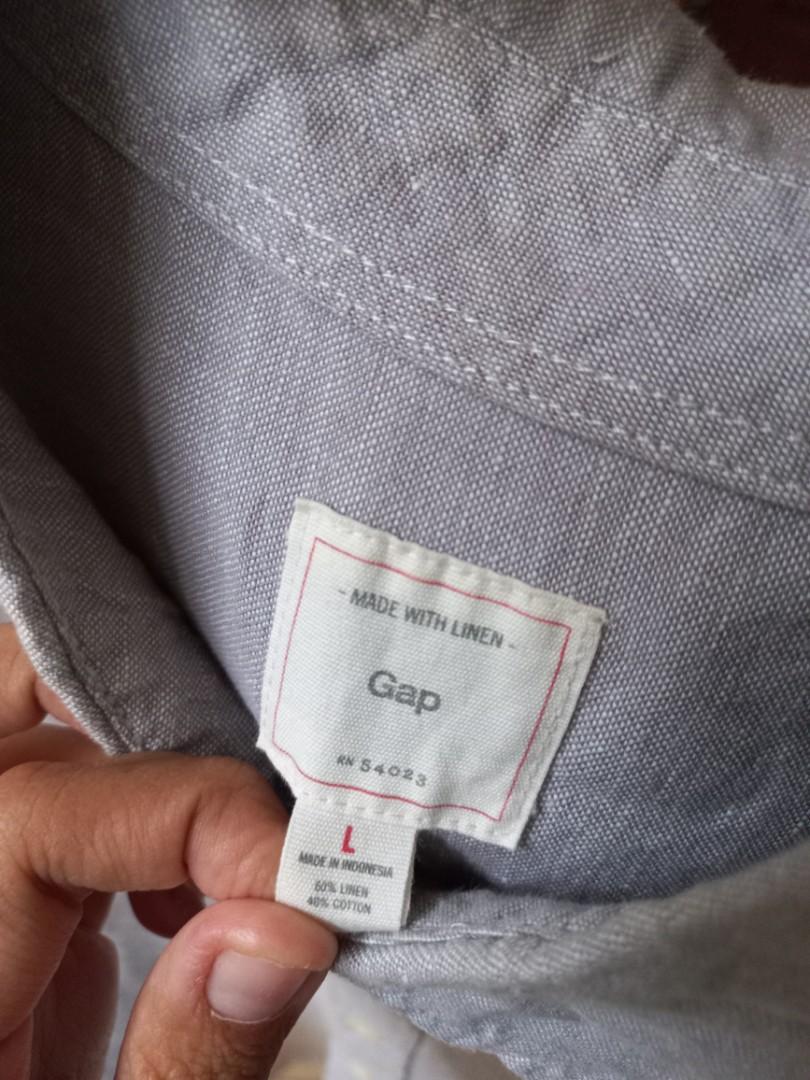 - MADE WITH LINEN -
Gap
RN 54023
L
MADE IN INDONESIA
60% LINEN
40% COTTON